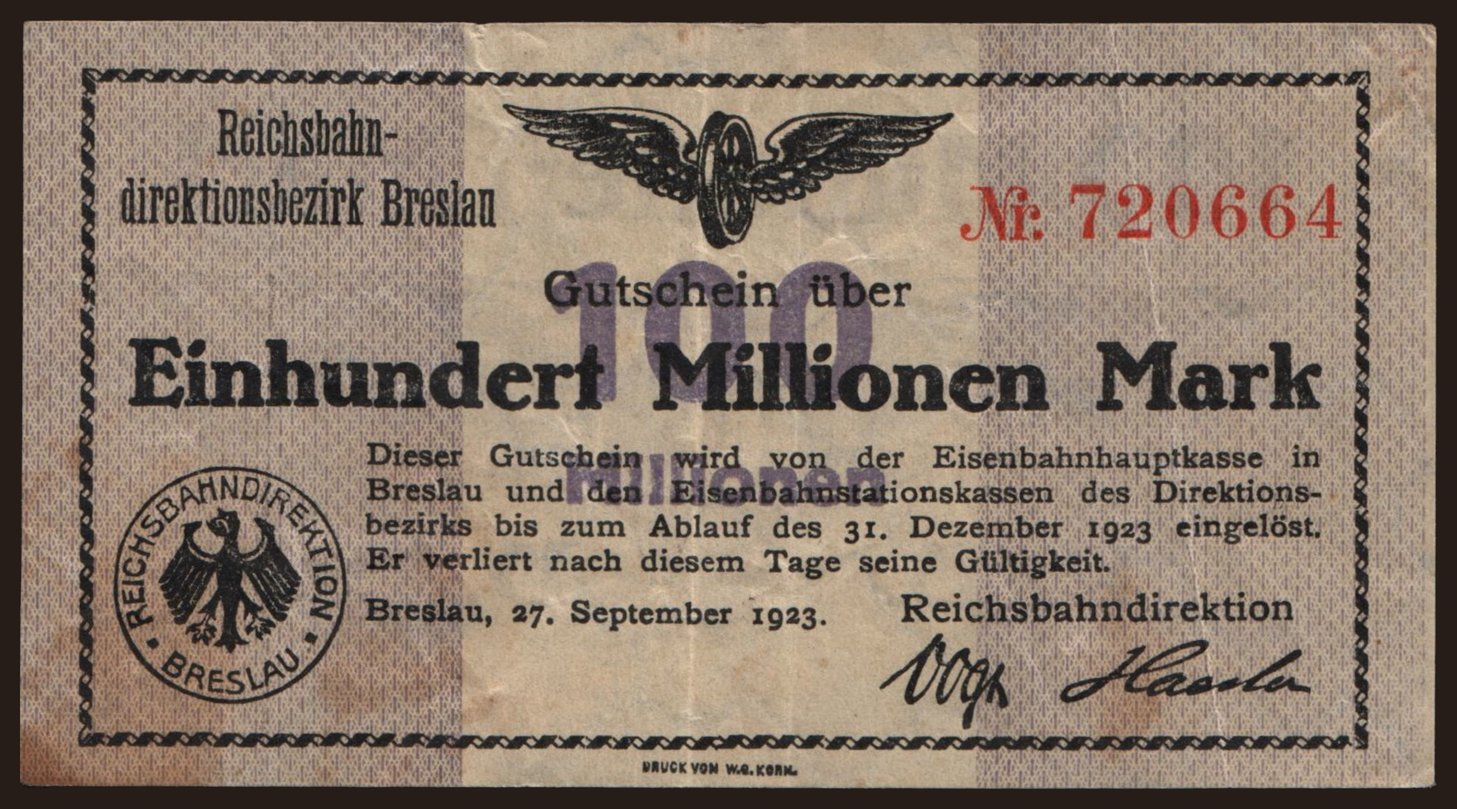 Reichsbahn-
direktionsbezirk Breslau
Nr. 720664
100
Millionen
Gutschein über
Einhundert Millionen Mark
Dieser Gutschein wird von der Eisenbahnhauptkasse in
Breslau und den Eisenbahnstationskassen des Direktions-
bezirks bis zum Ablauf des 31. Dezember 1923 eingelöst.
Er verliert nach diesem Tage seine Gültigkeit.
Breslau, 27. September 1923.
Reichsbahndirektion
REICHSBAHNDIREKTION
BRESLAU
Vogt
DRUCK VON W.G. KORN.